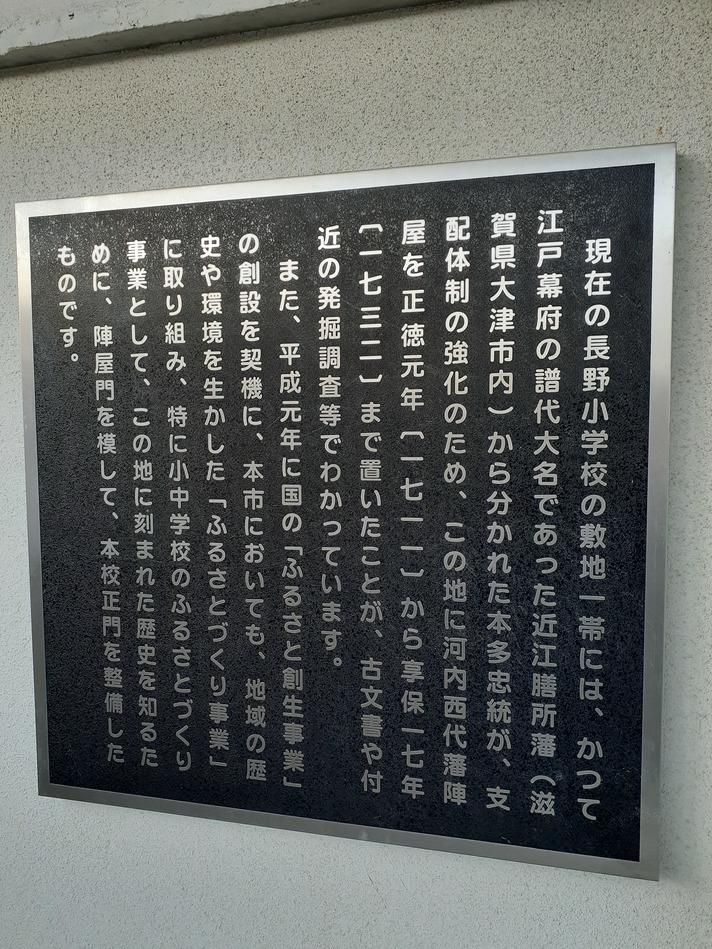 現在の長野小学校の敷地一帯には、かつて
江戸幕府の譜代大名であった近江膳所藩（滋
賀県大津市内）から分かれた本多忠統が、支
配体制の強化のため、この地に河内西代藩陣
屋を正徳元年〔一七一一〕から享保一七年
〔一七三二〕まで置いたことが、古文書や付
近の発掘調査等でわかっています。
また、平成元年に国の「ふるさと創生事業」
の創設を契機に、本市においても、地域の歴
史や環境を生かした「ふるさとづくり事業」
に取り組み、特に小中学校のふるさとづくり
事業として、この地に刻まれた歴史を知るた
めに、陣屋門を模して、本校正門を整備した
ものです。